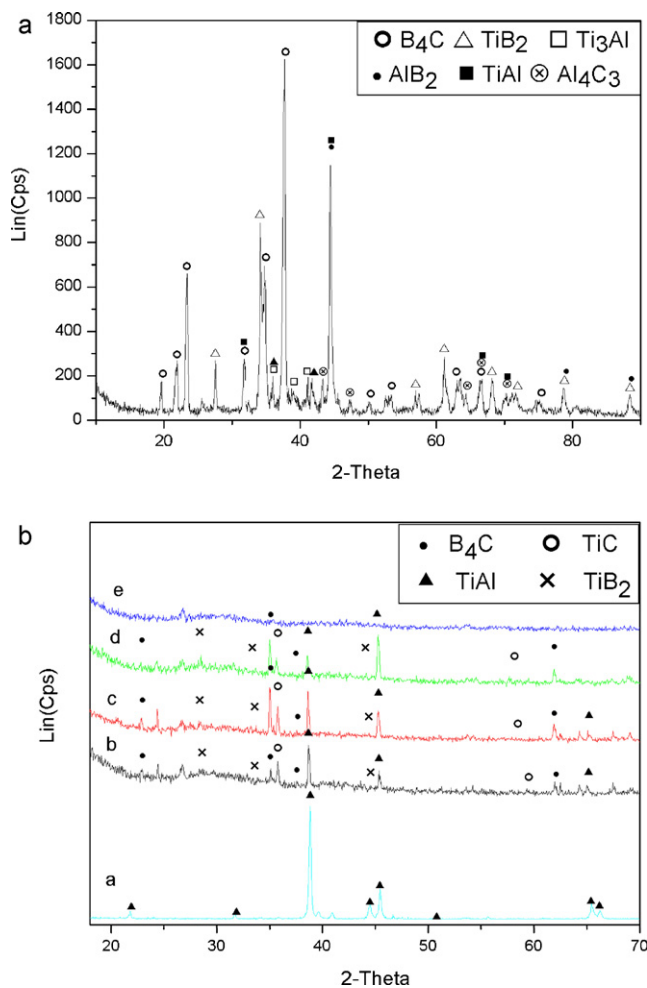 a
B₄C TiB₂ Ti₃Al
AlB₂ TiAl Al₄C₃
1800
1600
1400
1200
1000
800
600
400
200
0
Lin(Cps)
20 40 60 80
2-Theta
b
B₄C TiC
TiAl TiB₂
e
d
c
b
a
Lin(Cps)
20 30 40 50 60 70
2-Theta